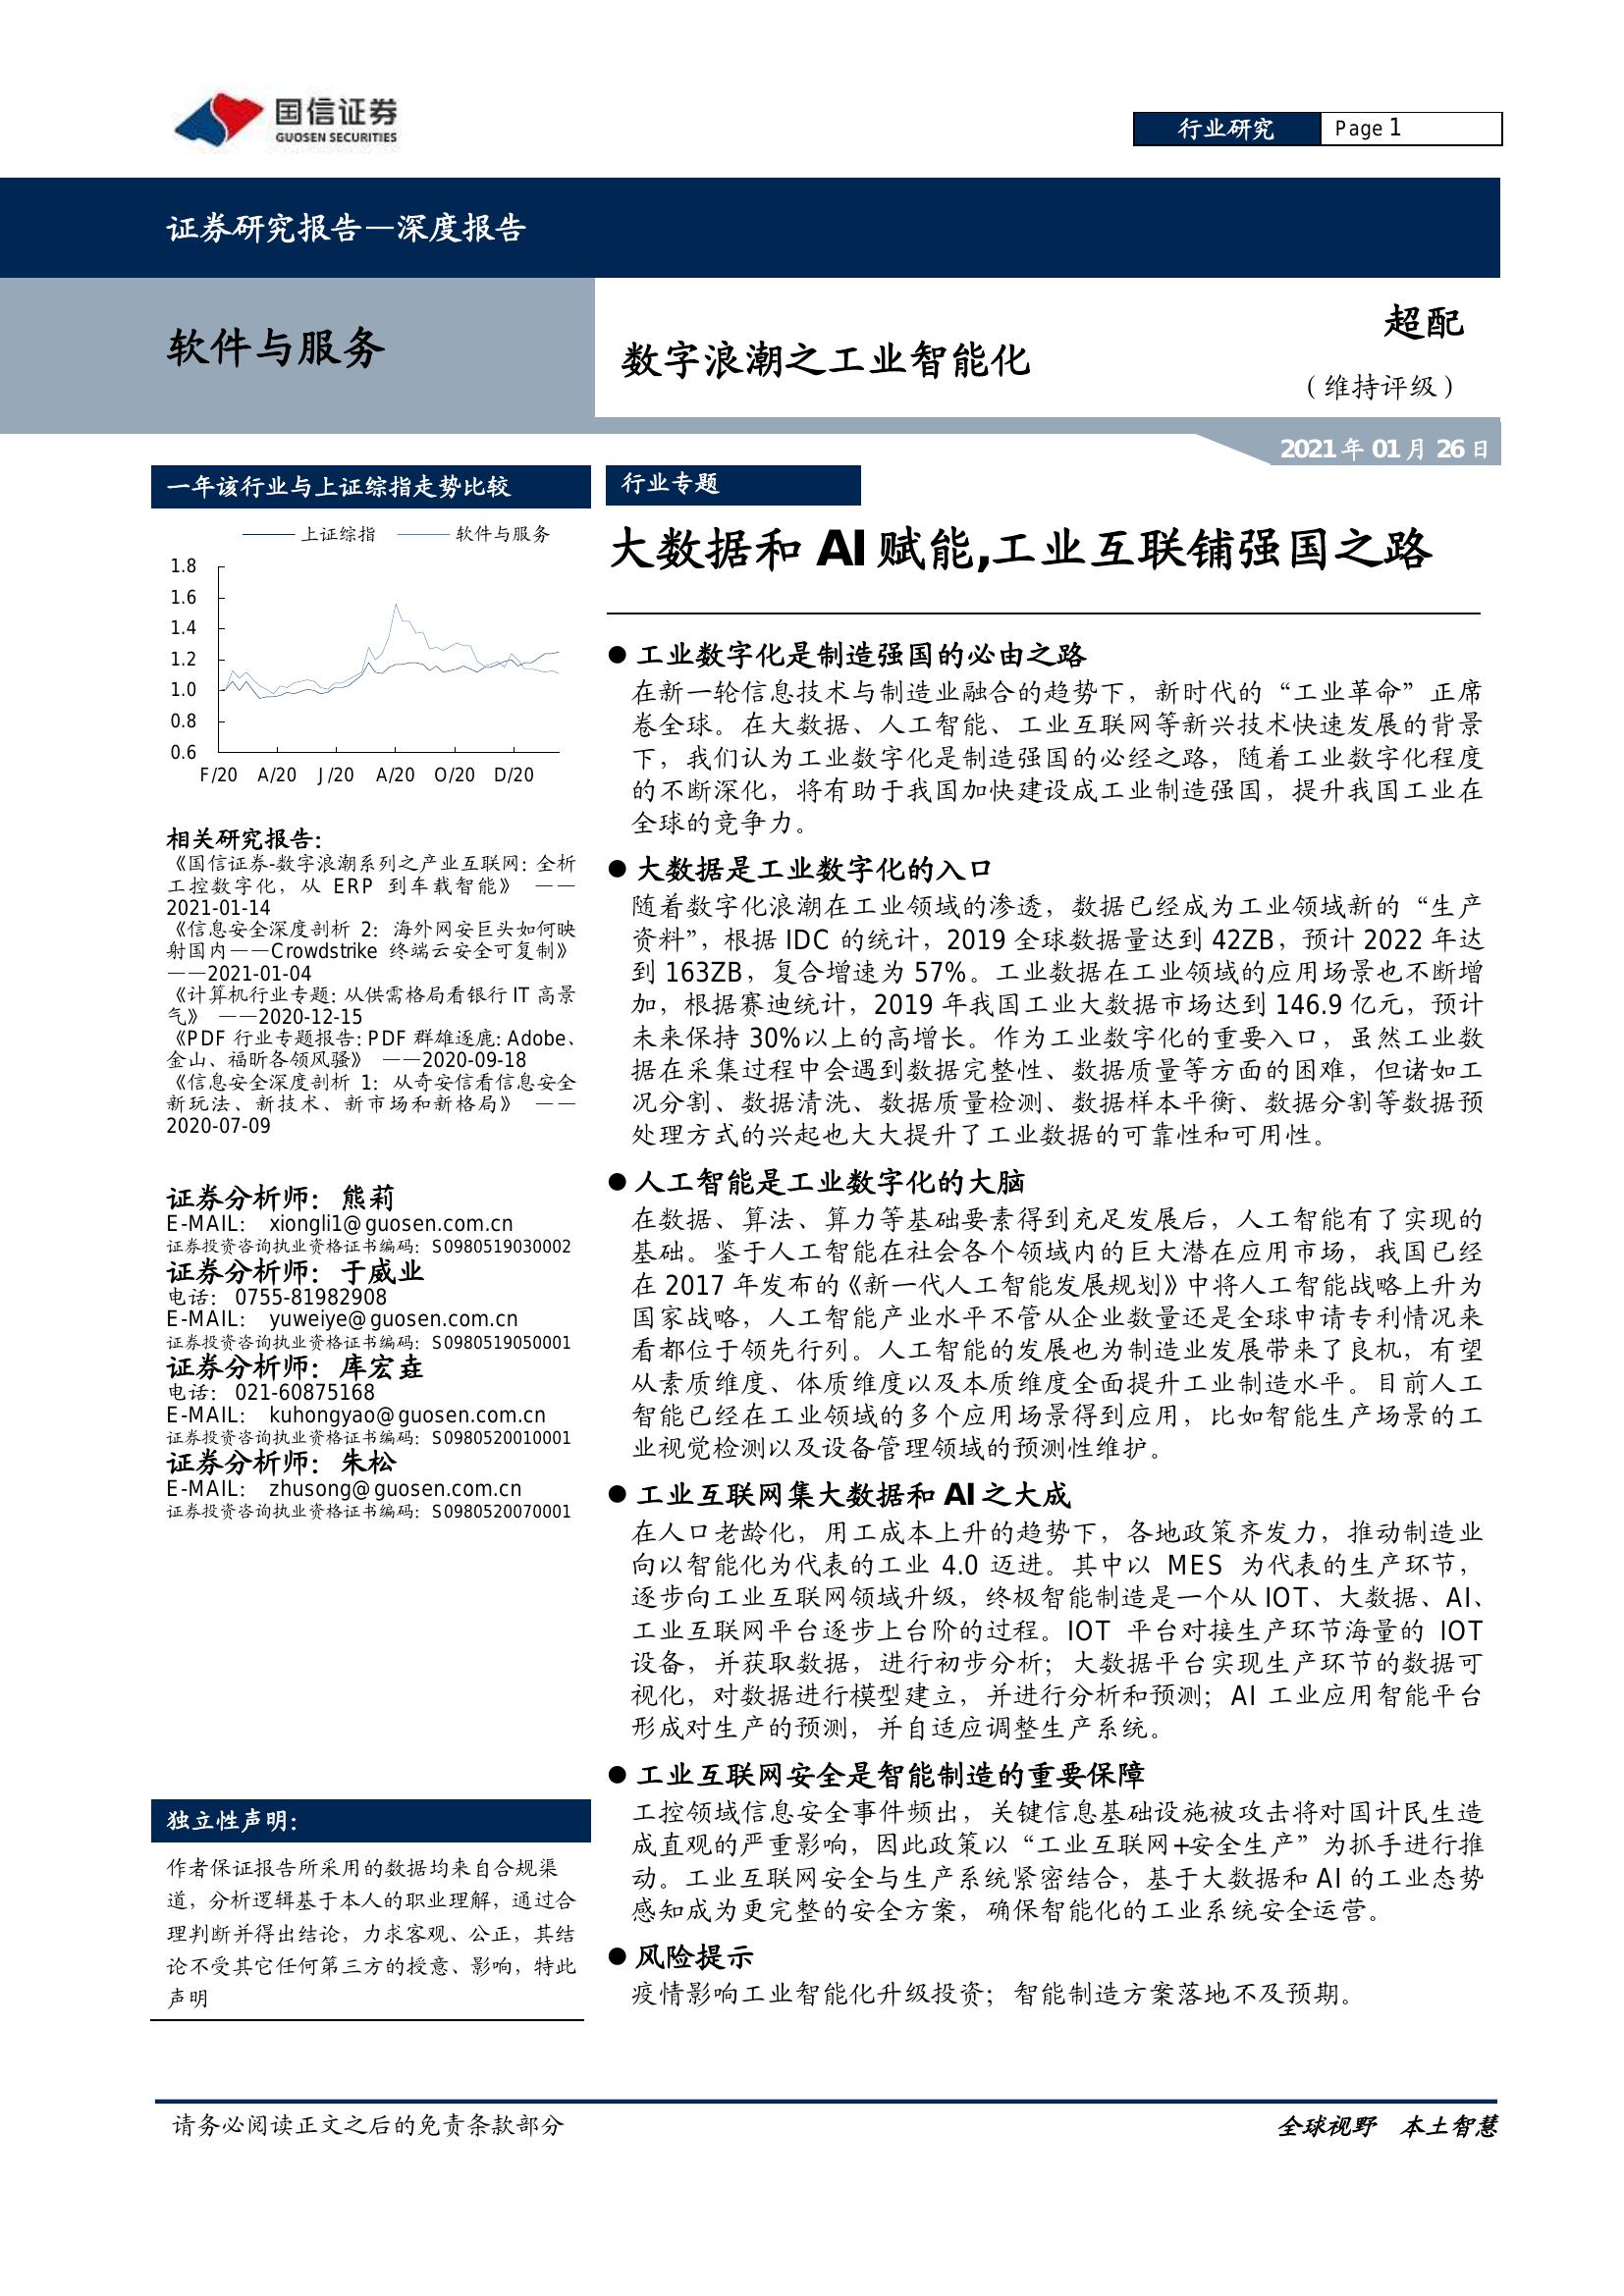 国信证券
GUOSEN SECURITIES
行业研究
Page 1
证券研究报告—深度报告
软件与服务
数字浪潮之工业智能化
超配
（维持评级）
2021 年 01 月 26 日
一年该行业与上证综指走势比较
上证综指 软件与服务
1.8
1.6
1.4
1.2
1.0
0.8
0.6
F/20 A/20 J/20 A/20 O/20 D/20
相关研究报告：
《国信证券-数字浪潮系列之产业互联网：全析
工控数字化，从 ERP 到车载智能》 ——
2021-01-14
《信息安全深度剖析 2：海外网安巨头如何映
射国内——Crowdstrike 终端云安全可复制》
——2021-01-04
《计算机行业专题：从供需格局看银行 IT 高景
气》 ——2020-12-15
《PDF 行业专题报告：PDF 群雄逐鹿：Adobe、
金山、福昕各领风骚》 ——2020-09-18
《信息安全深度剖析 1：从奇安信看信息安全
新玩法、新技术、新市场和新格局》 ——
2020-07-09
证券分析师：熊莉
E-MAIL： xiongli1@guosen.com.cn
证券投资咨询执业资格证书编码：S0980519030002
证券分析师：于威业
电话： 0755-81982908
E-MAIL： yuweiye@guosen.com.cn
证券投资咨询执业资格证书编码：S0980519050001
证券分析师：库宏垚
电话： 021-60875168
E-MAIL： kuhongyao@guosen.com.cn
证券投资咨询执业资格证书编码：S0980520010001
证券分析师：朱松
E-MAIL： zhusong@guosen.com.cn
证券投资咨询执业资格证书编码：S0980520070001
独立性声明：
作者保证报告所采用的数据均来自合规渠
道，分析逻辑基于本人的职业理解，通过合
理判断并得出结论，力求客观、公正，其结
论不受其它任何第三方的授意、影响，特此
声明
行业专题
大数据和 AI 赋能,工业互联铺强国之路
● 工业数字化是制造强国的必由之路
在新一轮信息技术与制造业融合的趋势下，新时代的“工业革命”正席
卷全球。在大数据、人工智能、工业互联网等新兴技术快速发展的背景
下，我们认为工业数字化是制造强国的必经之路，随着工业数字化程度
的不断深化，将有助于我国加快建设成工业制造强国，提升我国工业在
全球的竞争力。
● 大数据是工业数字化的入口
随着数字化浪潮在工业领域的渗透，数据已经成为工业领域新的“生产
资料”，根据 IDC 的统计，2019 全球数据量达到 42ZB，预计 2022 年达
到 163ZB，复合增速为 57%。工业数据在工业领域的应用场景也不断增
加，根据赛迪统计，2019 年我国工业大数据市场达到 146.9 亿元，预计
未来保持 30%以上的高增长。作为工业数字化的重要入口，虽然工业数
据在采集过程中会遇到数据完整性、数据质量等方面的困难，但诸如工
况分割、数据清洗、数据质量检测、数据样本平衡、数据分割等数据预
处理方式的兴起也大大提升了工业数据的可靠性和可用性。
● 人工智能是工业数字化的大脑
在数据、算法、算力等基础要素得到充足发展后，人工智能有了实现的
基础。鉴于人工智能在社会各个领域内的巨大潜在应用市场，我国已经
在 2017 年发布的《新一代人工智能发展规划》中将人工智能战略上升为
国家战略，人工智能产业水平不管从企业数量还是全球申请专利情况来
看都位于领先行列。人工智能的发展也为制造业发展带来了良机，有望
从素质维度、体质维度以及本质维度全面提升工业制造水平。目前人工
智能已经在工业领域的多个应用场景得到应用，比如智能生产场景的工
业视觉检测以及设备管理领域的预测性维护。
● 工业互联网集大数据和 AI 之大成
在人口老龄化，用工成本上升的趋势下，各地政策齐发力，推动制造业
向以智能化为代表的工业 4.0 迈进。其中以 MES 为代表的生产环节，
逐步向工业互联网领域升级，终极智能制造是一个从 IOT、大数据、AI、
工业互联网平台逐步上台阶的过程。IOT 平台对接生产环节海量的 IOT
设备，并获取数据，进行初步分析；大数据平台实现生产环节的数据可
视化，对数据进行模型建立，并进行分析和预测；AI 工业应用智能平台
形成对生产的预测，并自适应调整生产系统。
● 工业互联网安全是智能制造的重要保障
工控领域信息安全事件频出，关键信息基础设施被攻击将对国计民生造
成直观的严重影响，因此政策以“工业互联网+安全生产”为抓手进行推
动。工业互联网安全与生产系统紧密结合，基于大数据和 AI 的工业态势
感知成为更完整的安全方案，确保智能化的工业系统安全运营。
● 风险提示
疫情影响工业智能化升级投资；智能制造方案落地不及预期。
请务必阅读正文之后的免责条款部分
全球视野 本土智慧